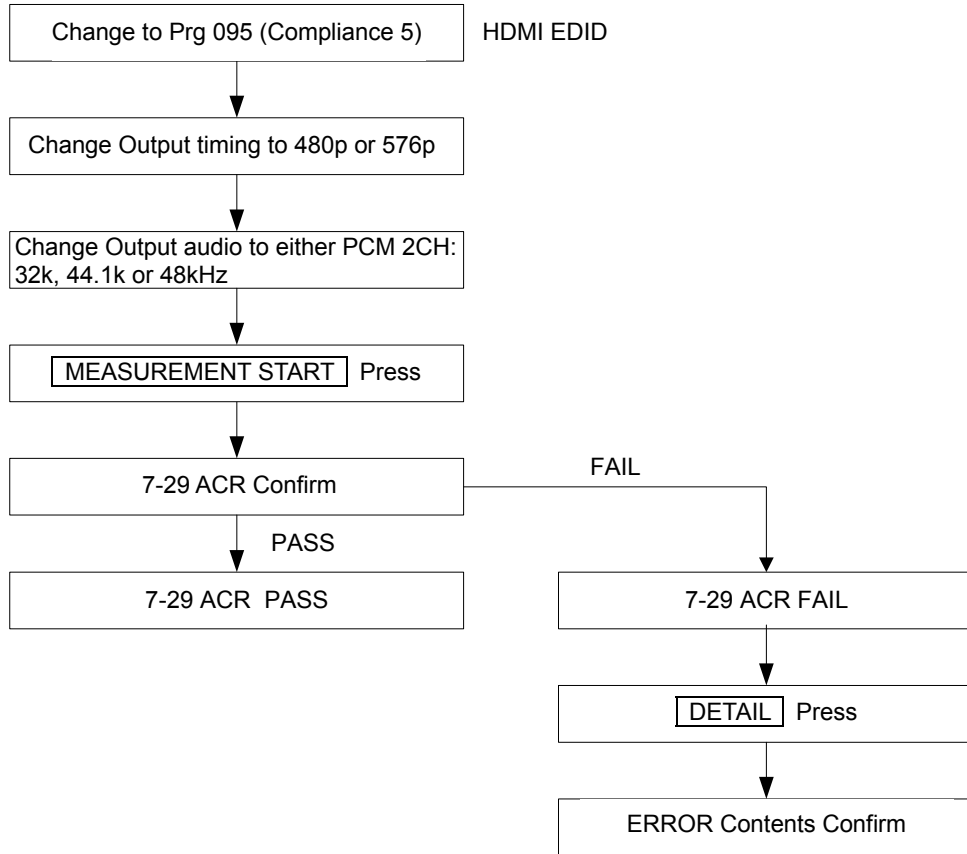 Change to Prg 095 (Compliance 5)
HDMI EDID
Change Output timing to 480p or 576p
Change Output audio to either PCM 2CH:
32k, 44.1k or 48kHz
MEASUREMENT START Press
7-29 ACR Confirm
FAIL
PASS
7-29 ACR PASS
7-29 ACR FAIL
DETAIL Press
ERROR Contents Confirm